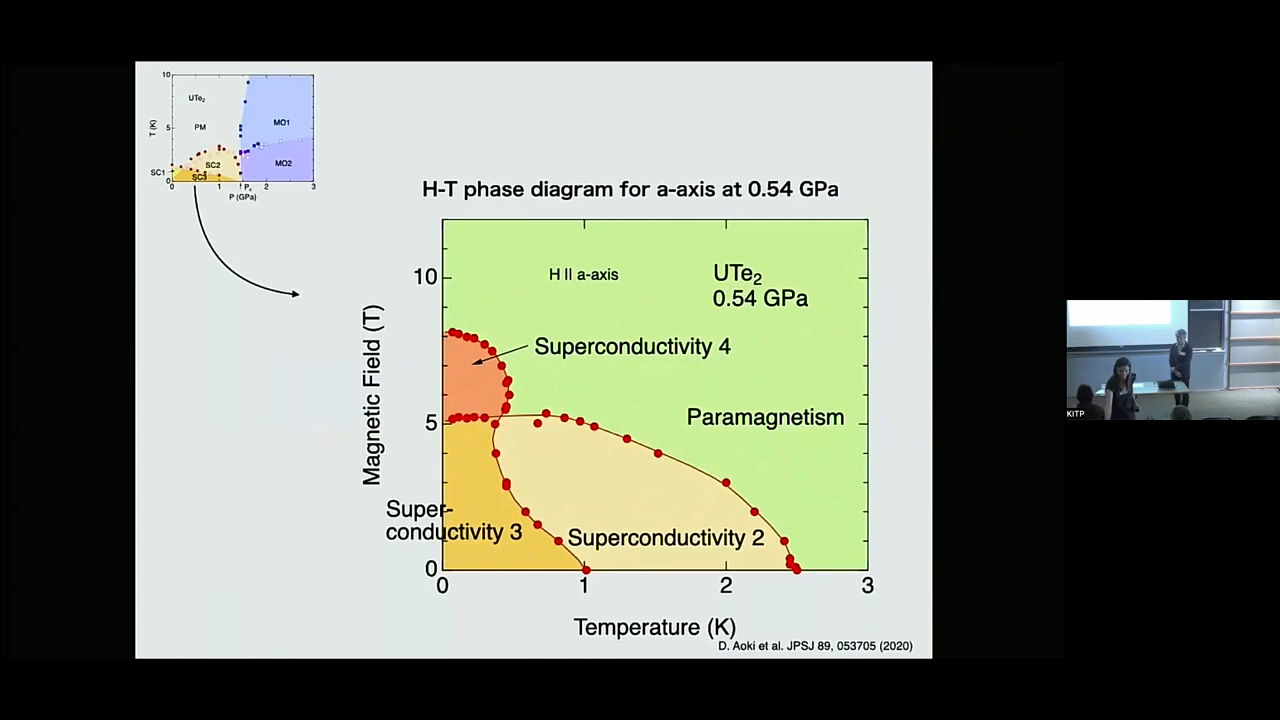 10
UTe2
T (K)
5
PM
MO1
SC2
MO2
SC1
SC3
0
0 1 Pc 2 3
P (GPa)
H-T phase diagram for a-axis at 0.54 GPa
10
H II a-axis
UTe2
0.54 GPa
Magnetic Field (T)
Superconductivity 4
5
Paramagnetism
Super-
conductivity 3
Superconductivity 2
0
0 1 2 3
Temperature (K)
D. Aoki et al. JPSJ 89, 053705 (2020)
KITP